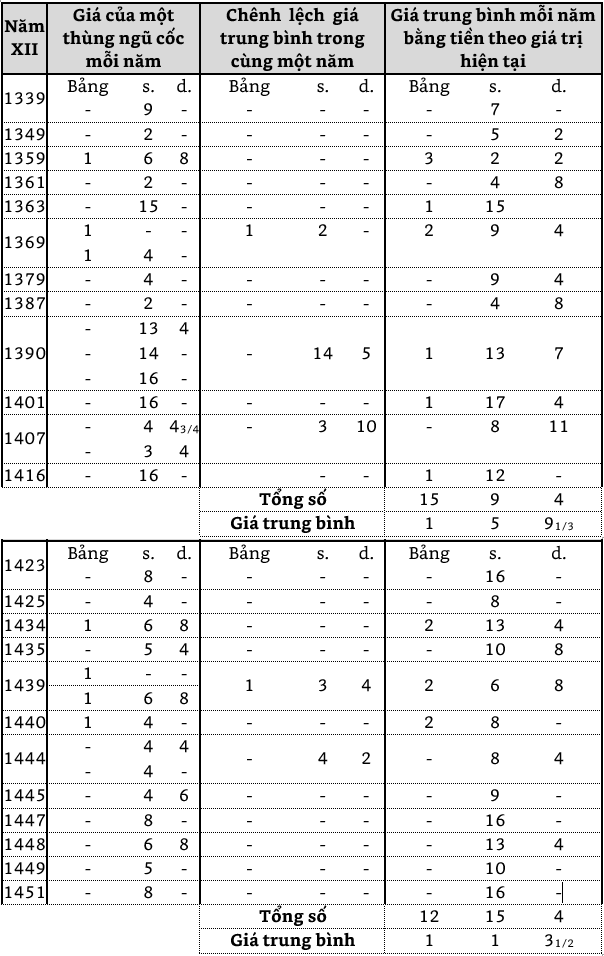 Năm XII | Giá của một thùng ngũ cốc mỗi năm | Chênh lệch giá trung bình trong cùng một năm | Giá trung bình mỗi năm bằng tiền theo giá trị hiện tại
1339 | Bảng s. d. | Bảng s. d. | Bảng s. d.
- 9 - | - - - | - 7 -
1349 | - 2 - | - - - | - 5 2
1359 | 1 6 8 | - - - | 3 2 2
1361 | - 2 - | - - - | - 4 8
1363 | - 15 - | - - - | 1 15
1369 | 1 - - | 1 2 - | 2 9 4
1 4 -
1379 | - 4 - | - - - | - 9 4
1387 | - 2 - | - - - | - 4 8
- 13 4
1390 | - 14 - | - 14 5 | 1 13 7
- 16 -
1401 | - 16 - | - - - | 1 17 4
1407 | - 4 4 3/4 | - 3 10 | - 8 11
- 3 4
1416 | - 16 - | - - | 1 12 -
Tổng số | 15 9 4
Giá trung bình | 1 5 9 1/3
1423 | Bảng s. d. | Bảng s. d. | Bảng s. d.
- 8 - | - - - | - 16 -
1425 | - 4 - | - - - | - 8 -
1434 | 1 6 8 | - - - | 2 13 4
1435 | - 5 4 | - - - | - 10 8
1 - -
1439 | 1 6 8 | 1 3 4 | 2 6 8
1440 | 1 4 - | - - - | 2 8 -
1444 | - 4 4 | - 4 2 | - 8 4
- 4 -
1445 | - 4 6 | - - - | - 9 -
1447 | - 8 - | - - - | - 16 -
1448 | - 6 8 | - - - | - 13 4
1449 | - 5 - | - - - | - 10 -
1451 | - 8 - | - - - | - 16 -
Tổng số | 12 15 4
Giá trung bình | 1 1 3 1/2